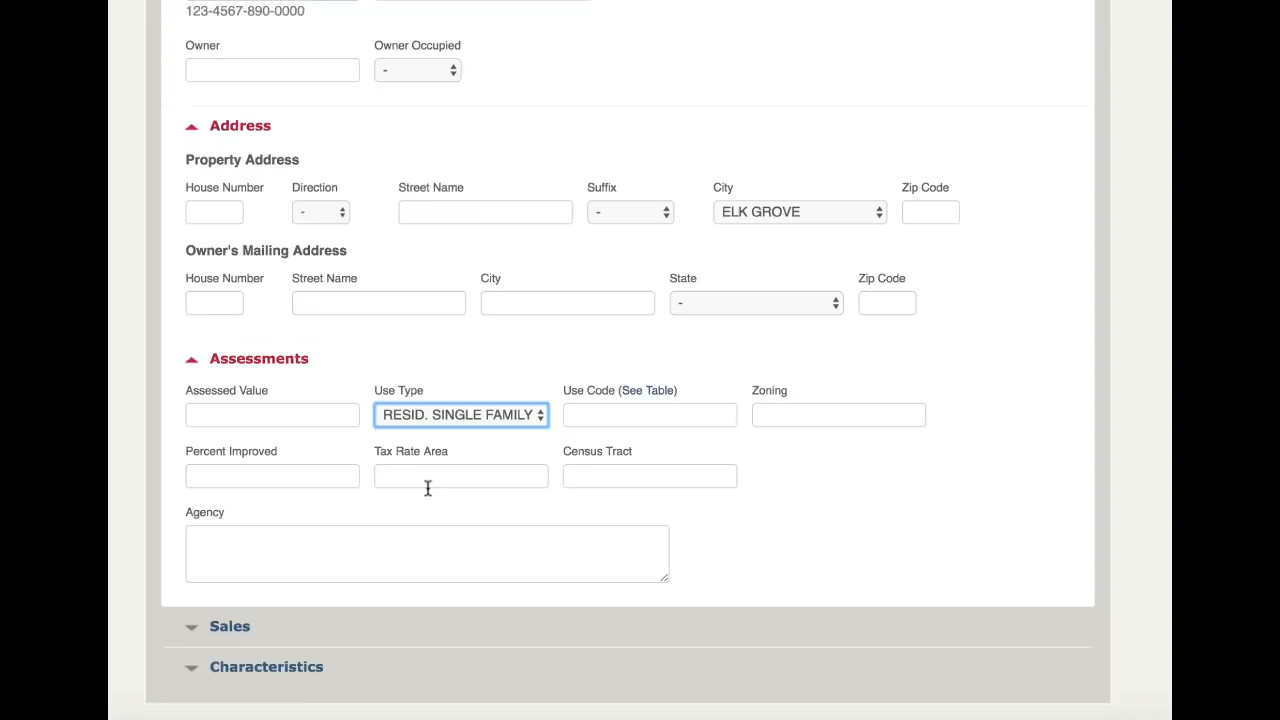 123-4567-890-0000
Owner Owner Occupied
-
Address
Property Address
House Number Direction Street Name Suffix City Zip Code
- - ELK GROVE
Owner's Mailing Address
House Number Street Name City State Zip Code
-
Assessments
Assessed Value Use Type Use Code (See Table) Zoning
RESID. SINGLE FAMILY
Percent Improved Tax Rate Area Census Tract
Agency
Sales
Characteristics